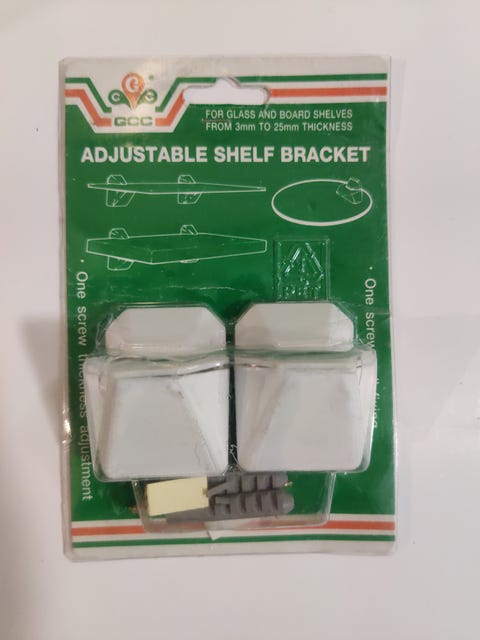 GCC
FOR GLASS AND BOARD SHELVES
FROM 3mm TO 25mm THICKNESS
ADJUSTABLE SHELF BRACKET
· One screw thickness adjustment
· One screw